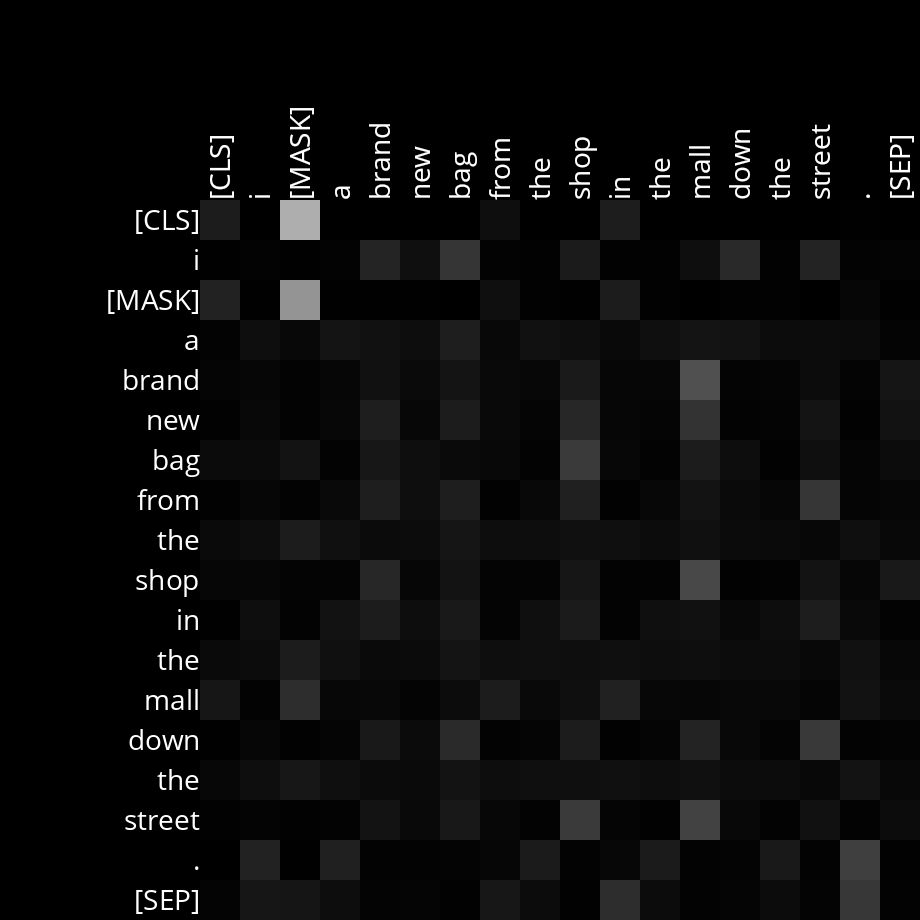 [CLS] i [MASK] a brand new bag from the shop in the mall down the street . [SEP]
[CLS]
i
[MASK]
a
brand
new
bag
from
the
shop
in
the
mall
down
the
street
.
[SEP]